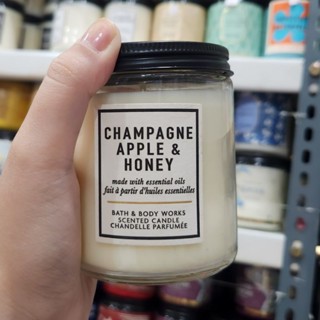 CHAMPAGNE
APPLE &
HONEY
made with essential oils
fait à partir d'huiles essentielles
BATH & BODY WORKS
SCENTED CANDLE
CHANDELLE PARFUMÉE